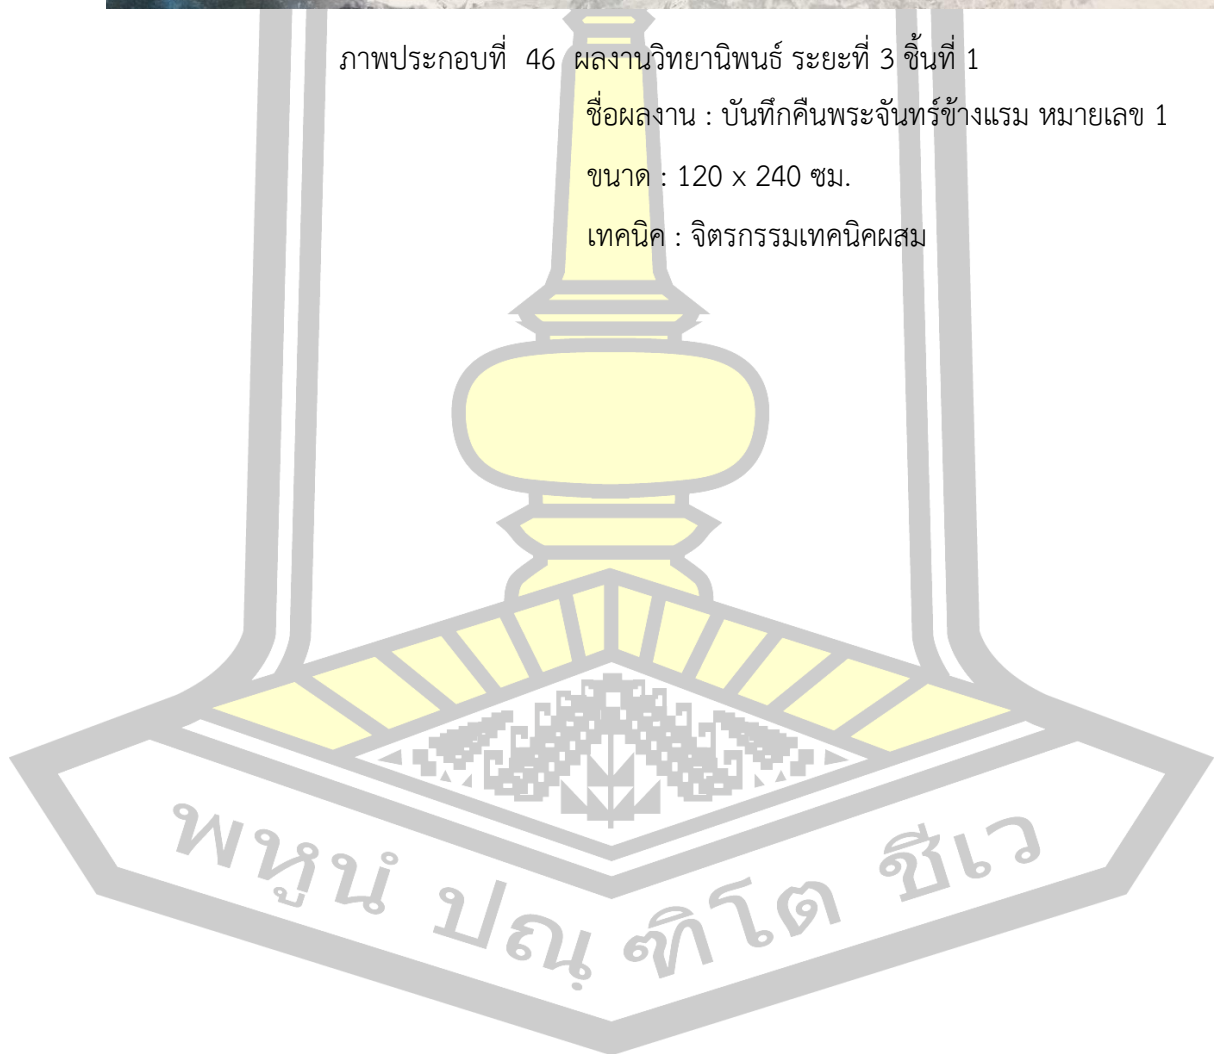 ภาพประกอบที่ 46 ผลงานวิทยานิพนธ์ ระยะที่ 3 ชิ้นที่ 1
ชื่อผลงาน : บันทึกคืนพระจันทร์ข้างแรม หมายเลข 1
ขนาด : 120 x 240 ซม.
เทคนิค : จิตรกรรมเทคนิคผสม
พหูนํ ปณฺฑิโต ชีเว